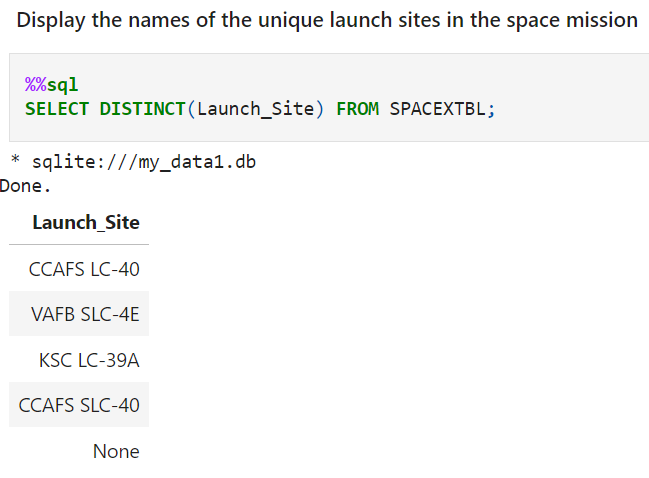 Display the names of the unique launch sites in the space mission
%%sql
SELECT DISTINCT(Launch_Site) FROM SPACEXTBL;
* sqlite:///my_data1.db
Done.
Launch_Site
CCAFS LC-40
VAFB SLC-4E
KSC LC-39A
CCAFS SLC-40
None